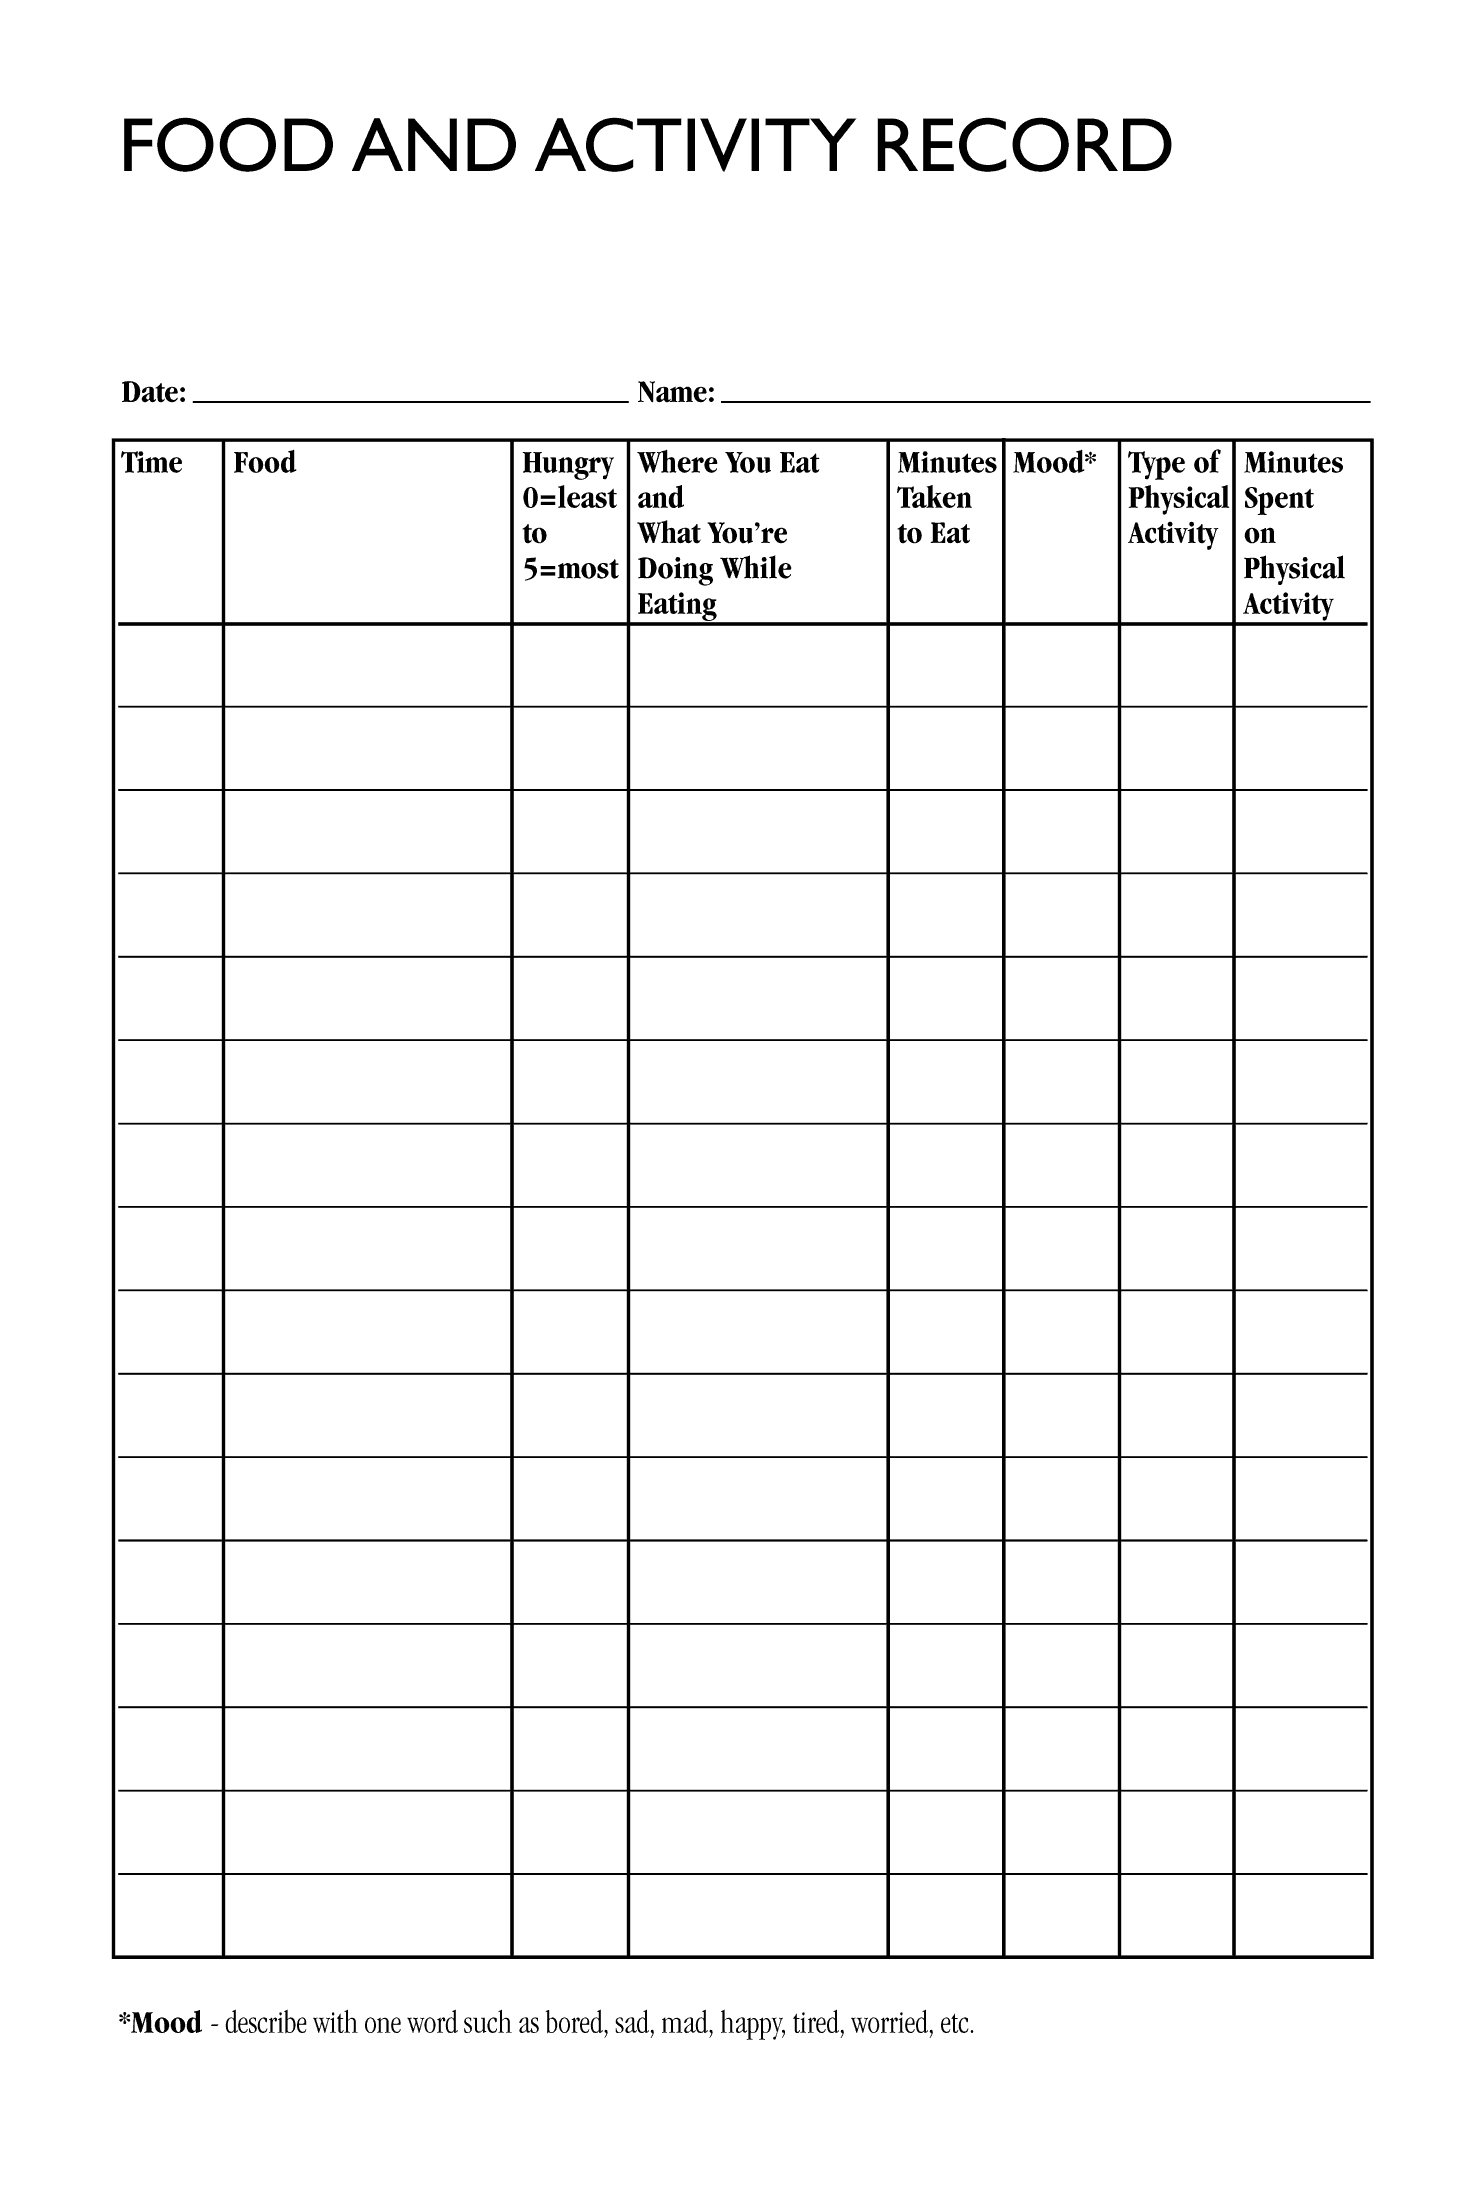 FOOD AND ACTIVITY RECORD
Date: Name:
Time
Food
Hungry
0=least
to
5=most
Where You Eat
and
What You’re
Doing While
Eating
Minutes
Taken
to Eat
Mood*
Type of
Physical
Activity
Minutes
Spent
on
Physical
Activity
*Mood - describe with one word such as bored, sad, mad, happy, tired, worried, etc.